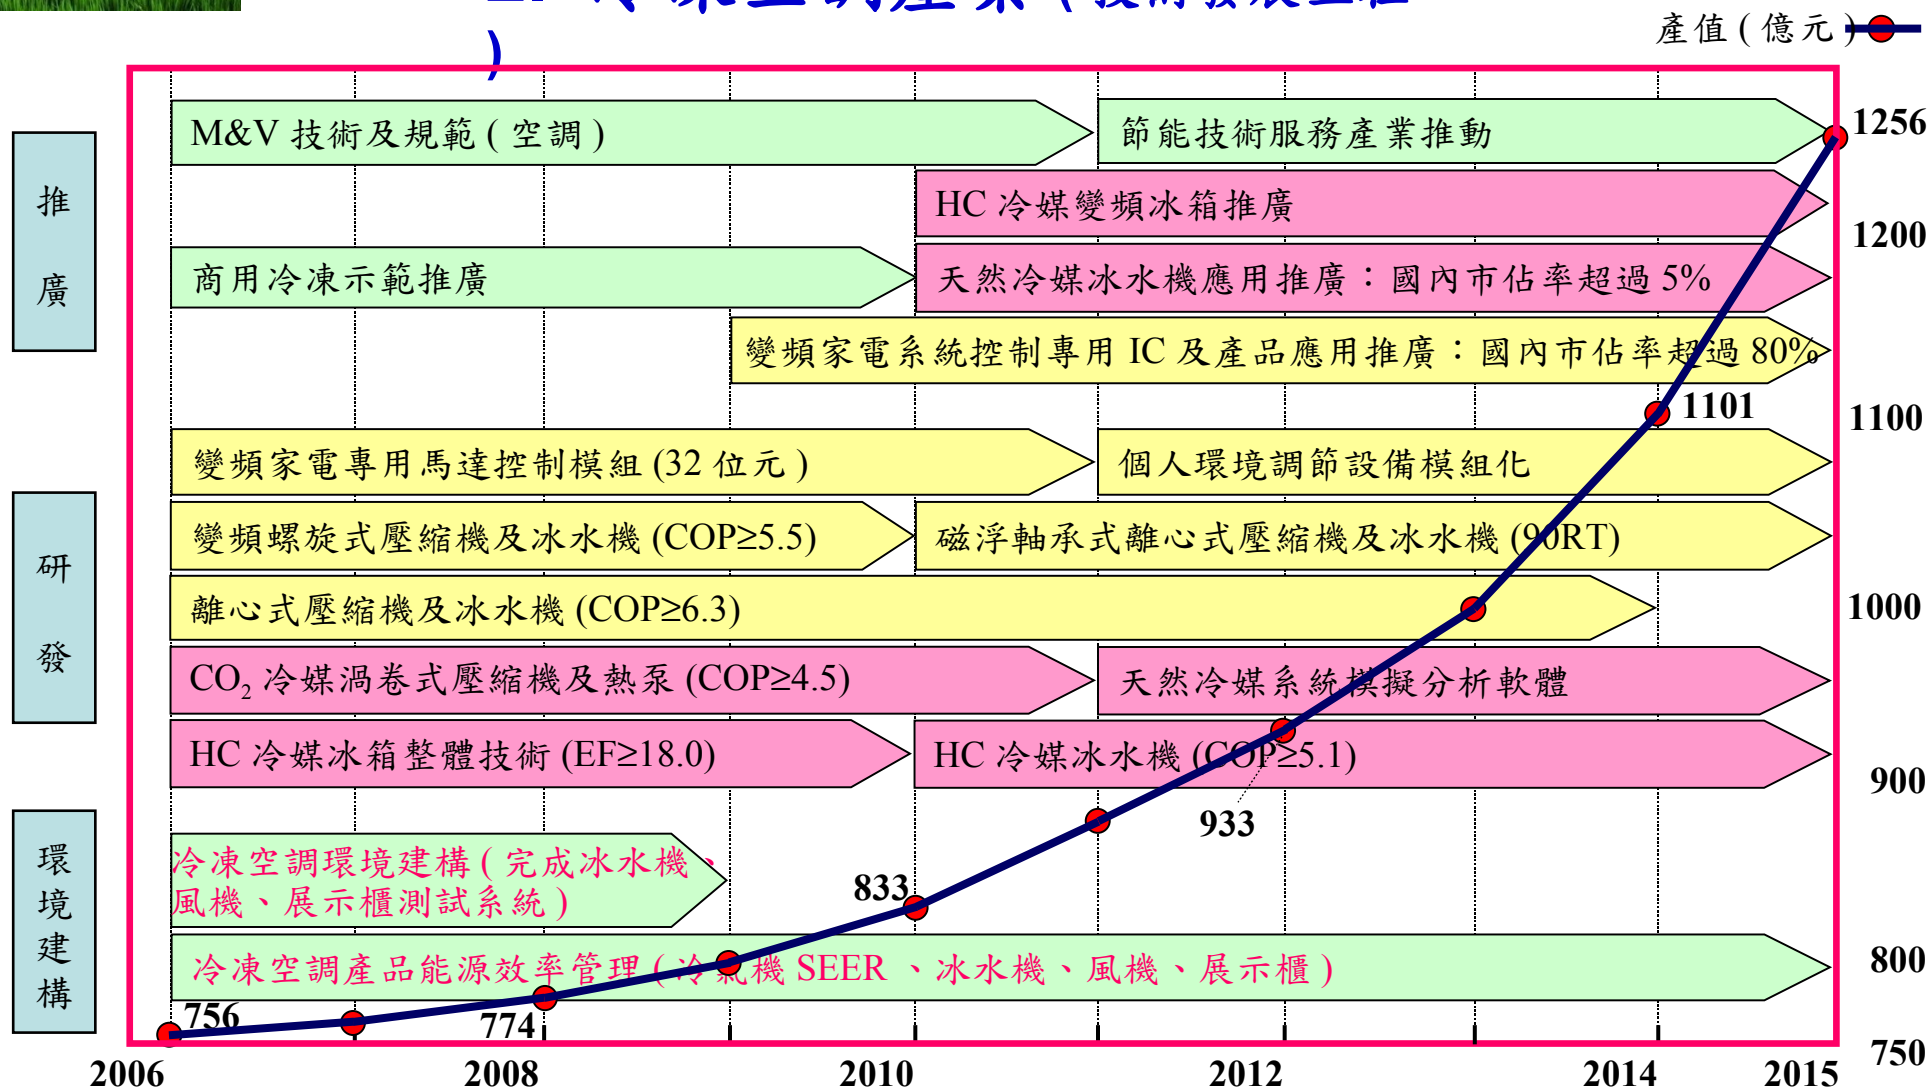 冷凍空調產業 (技術發展
)
產值 ( 億元 )
推
廣
M&V 技術及規範 ( 空調 )
節能技術服務產業推動
HC 冷媒變頻冰箱推廣
商用冷凍示範推廣
天然冷媒冰水機應用推廣：國內市佔率超過 5%
變頻家電系統控制專用 IC 及產品應用推廣：國內市佔率超過 80%
研
發
變頻家電專用馬達控制模組 (32 位元 )
個人環境調節設備模組化
變頻螺旋式壓縮機及冰水機 (COP≥5.5)
磁浮軸承式離心式壓縮機及冰水機 (90RT)
離心式壓縮機及冰水機 (COP≥6.3)
CO₂ 冷媒渦卷式壓縮機及熱泵 (COP≥4.5)
天然冷媒系統模擬分析軟體
HC 冷媒冰箱整體技術 (EF≥18.0)
HC 冷媒冰水機 (COP≥5.1)
環
境
建
構
冷凍空調環境建構 ( 完成冰水機、
風機、展示櫃測試系統 )
冷凍空調產品能源效率管理 ( 冷氣機 SEER 、冰水機、風機、展示櫃 )
756
774
833
933
1101
1256
1200
1100
1000
900
800
750
2006
2008
2010
2012
2014
2015